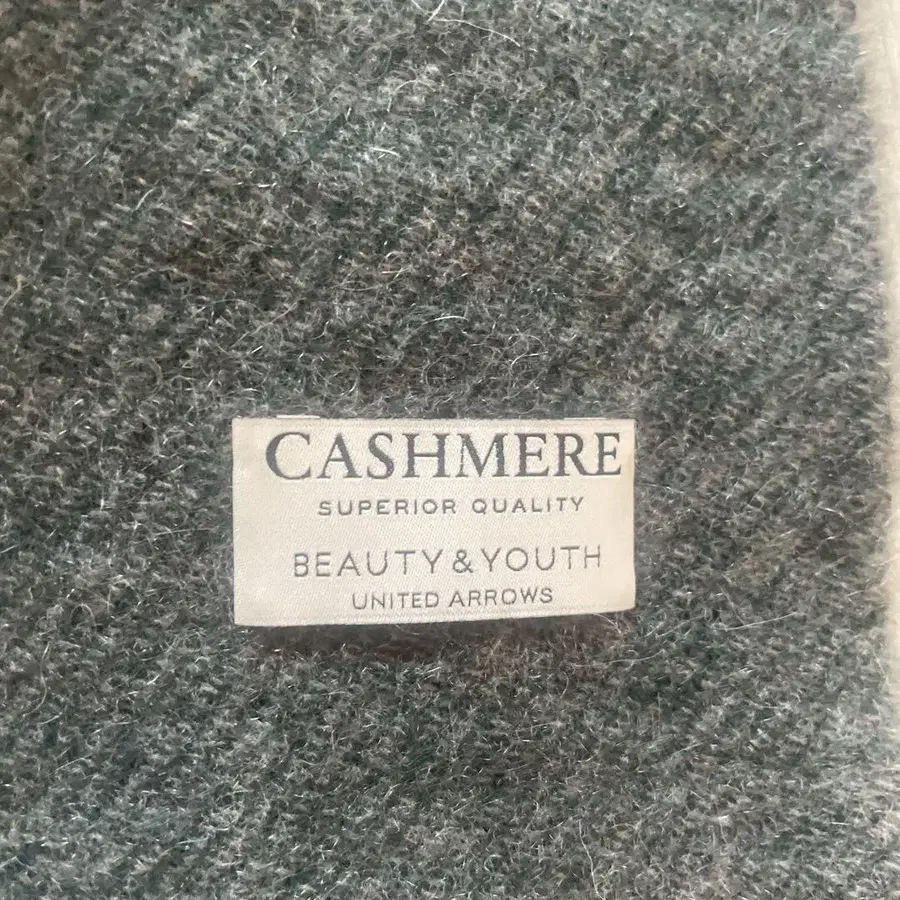 CASHMERE
SUPERIOR QUALITY
BEAUTY & YOUTH
UNITED ARROWS